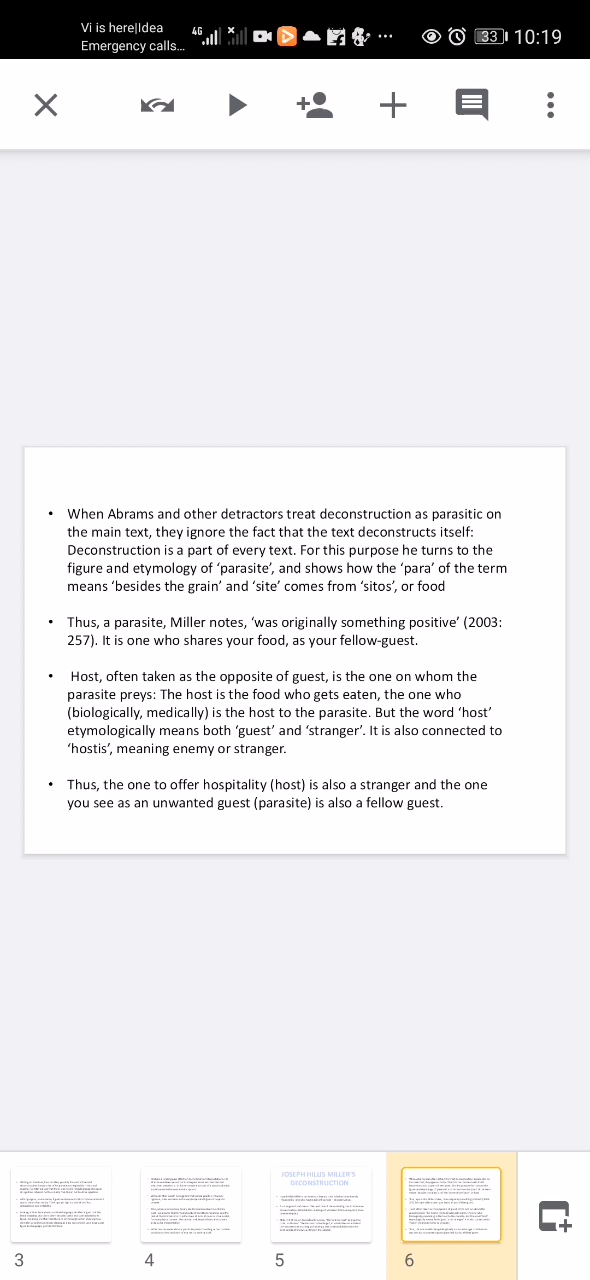 Vi is here|Idea
Emergency calls...
4G
33
10:19
• When Abrams and other detractors treat deconstruction as parasitic on
the main text, they ignore the fact that the text deconstructs itself:
Deconstruction is a part of every text. For this purpose he turns to the
figure and etymology of ‘parasite’, and shows how the ‘para’ of the term
means ‘besides the grain’ and ‘site’ comes from ‘sitos’, or food
• Thus, a parasite, Miller notes, ‘was originally something positive’ (2003:
257). It is one who shares your food, as your fellow-guest.
• Host, often taken as the opposite of guest, is the one on whom the
parasite preys: The host is the food who gets eaten, the one who
(biologically, medically) is the host to the parasite. But the word ‘host’
etymologically means both ‘guest’ and ‘stranger’. It is also connected to
‘hostis’, meaning enemy or stranger.
• Thus, the one to offer hospitality (host) is also a stranger and the one
you see as an unwanted guest (parasite) is also a fellow guest.
JOSEPH HILLIS MILLER'S
DECONSTRUCTION
3
4
5
6